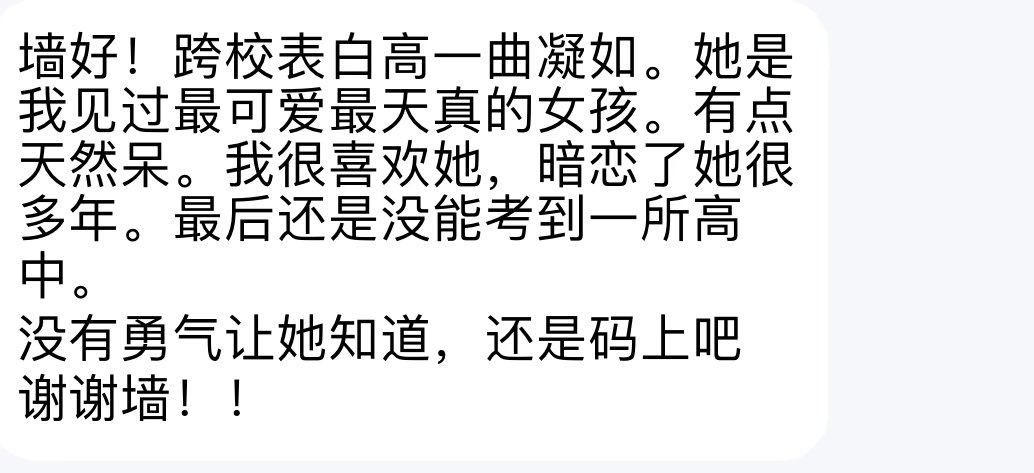 墙好！跨校表白高一曲凝如。她是
我见过最可爱最天真的女孩。有点
天然呆。我很喜欢她，暗恋了她很
多年。最后还是没能考到一所高
中。
没有勇气让她知道，还是码上吧
谢谢墙！！